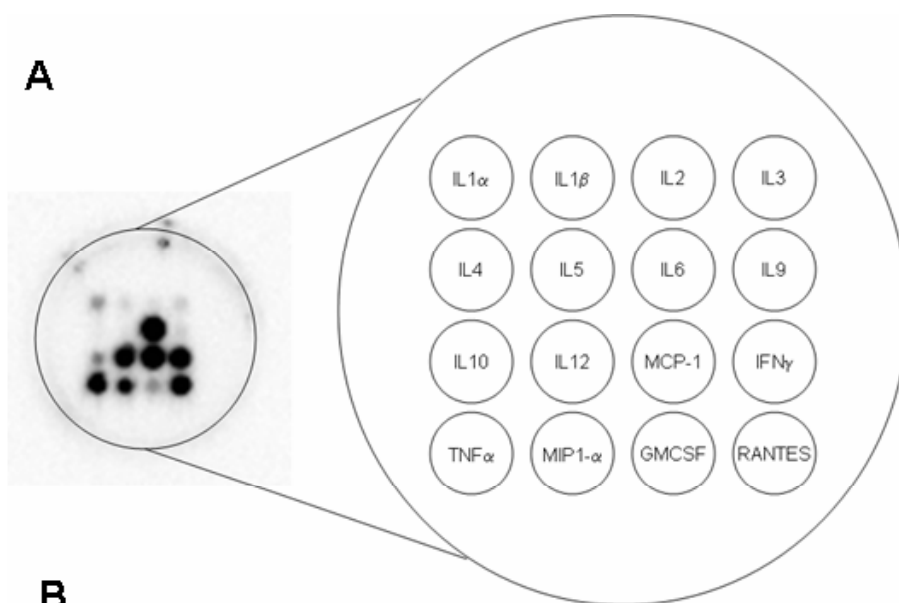 A
IL1α IL1β IL2 IL3
IL4 IL5 IL6 IL9
IL10 IL12 MCP-1 IFNγ
TNFα MIP1-α GMCSF RANTES
B